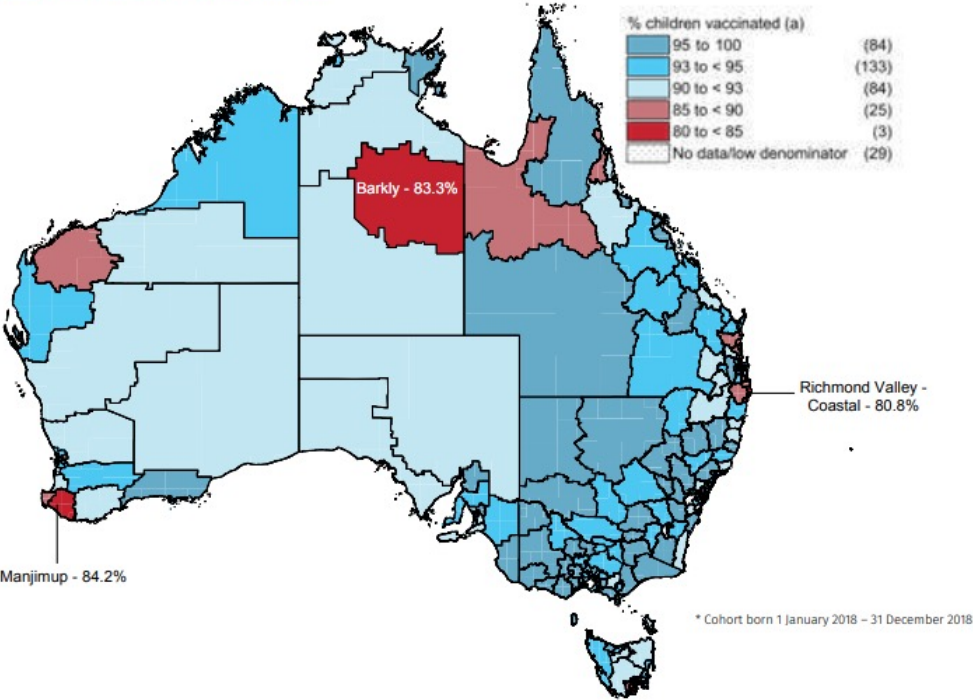 % children vaccinated (a)
95 to 100 (84)
93 to < 95 (133)
90 to < 93 (84)
85 to < 90 (25)
80 to < 85 (3)
No data/low denominator (29)
Barkly - 83.3%
Richmond Valley -
Coastal - 80.8%
Manjimup - 84.2%
* Cohort born 1 January 2018 – 31 December 2018